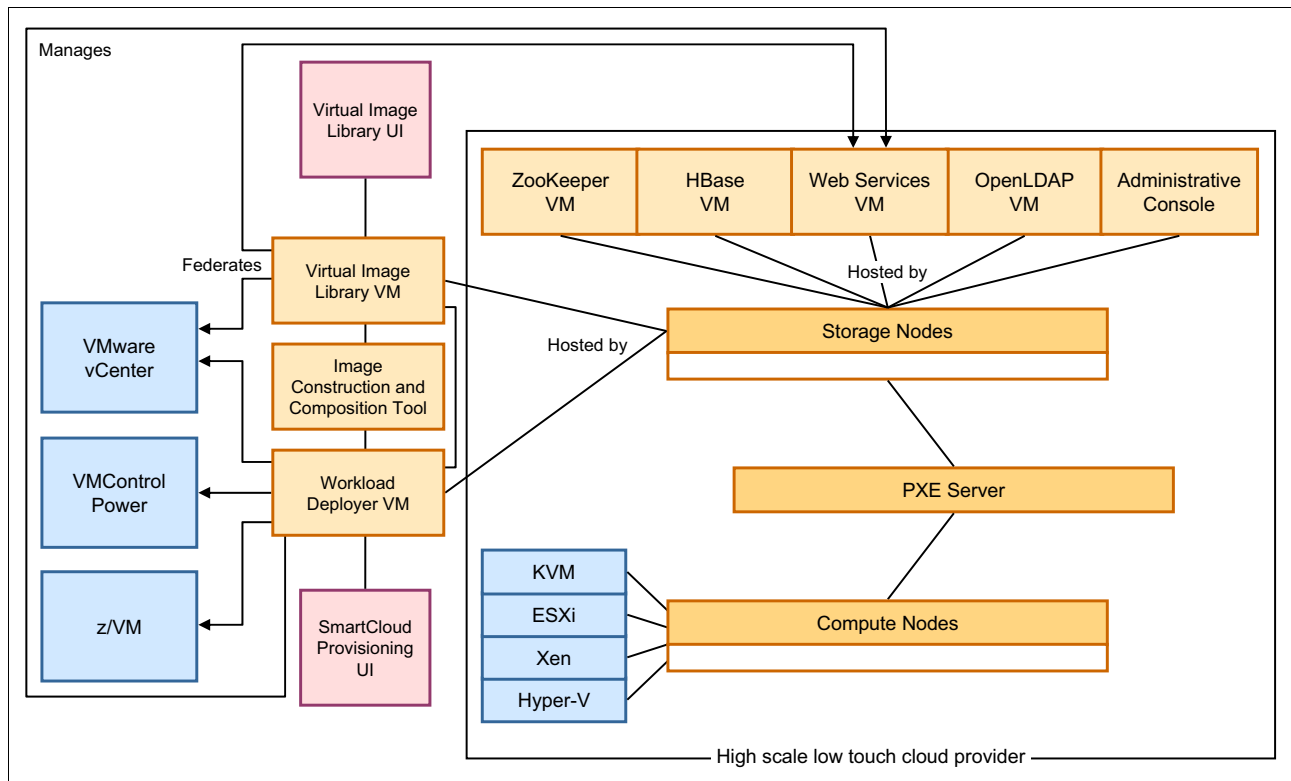 Manages
Virtual Image
Library UI
ZooKeeper
VM
HBase
VM
Web Services
VM
OpenLDAP
VM
Administrative
Console
Federates
Virtual Image
Library VM
Hosted by
VMware
vCenter
Hosted by
Storage Nodes
Image
Construction and
Composition Tool
VMControl
Power
Workload
Deployer VM
PXE Server
KVM
ESXi
Xen
Hyper-V
Compute Nodes
z/VM
SmartCloud
Provisioning
UI
High scale low touch cloud provider